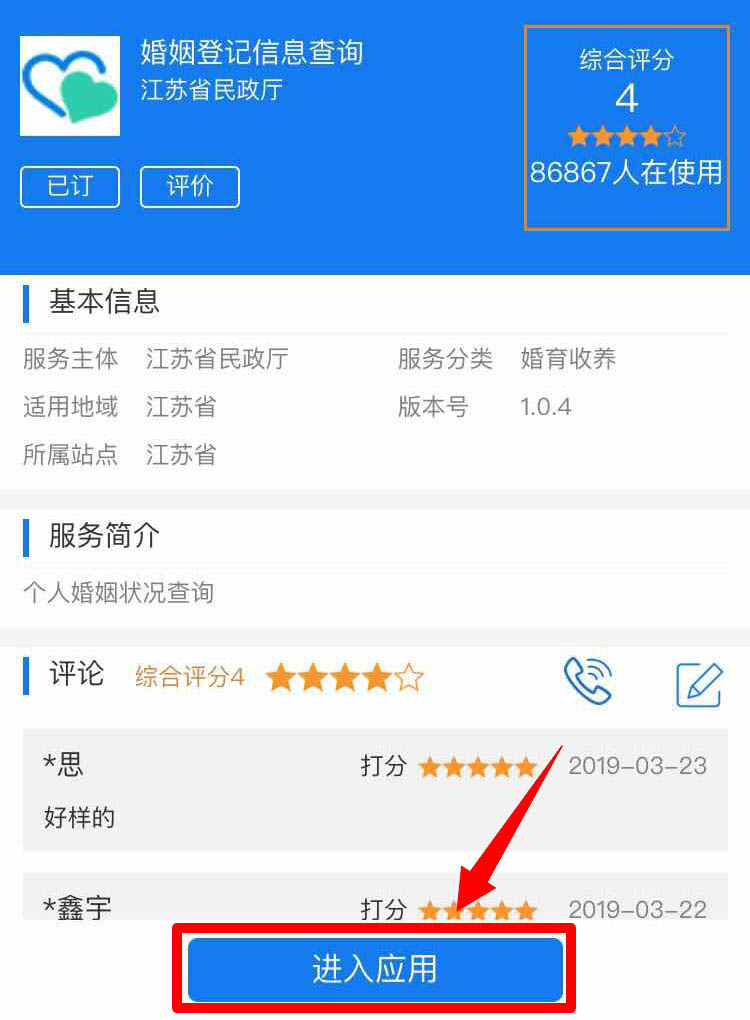 婚姻登记信息查询
江苏省民政厅
已订
评价
综合评分
4
86867人在使用
基本信息
服务主体 江苏省民政厅 服务分类 婚育收养
适用地域 江苏省 版本号 1.0.4
所属站点 江苏省
服务简介
个人婚姻状况查询
评论 综合评分4
*思 打分 2019-03-23
好样的
*鑫宇 打分 2019-03-22
进入应用